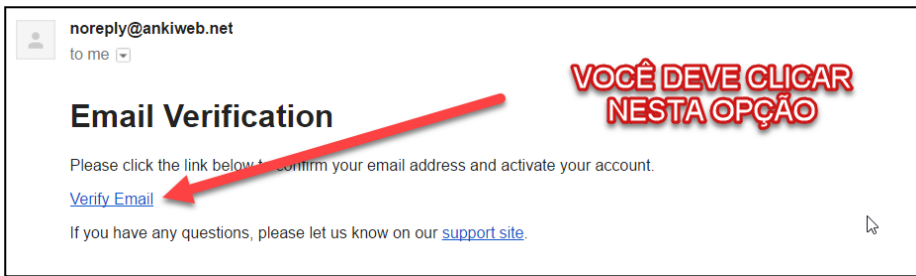 noreply@ankiweb.net
to me
VOCÊ DEVE CLICAR
NESTA OPÇÃO
Email Verification
Please click the link below to confirm your email address and activate your account.
Verify Email
If you have any questions, please let us know on our support site.